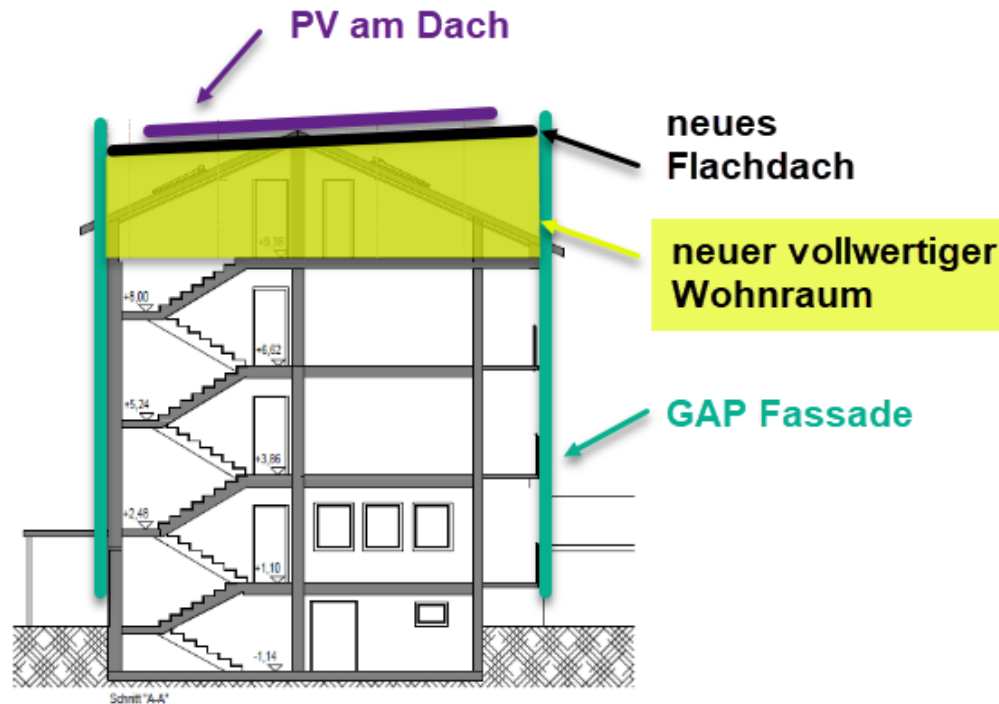 PV am Dach
neues
Flachdach
neuer vollwertiger
Wohnraum
GAP Fassade
+9,38
+8,00
+6,62
+5,24
+3,86
+2,48
+1,10
-1,14
Schnitt "A-A"